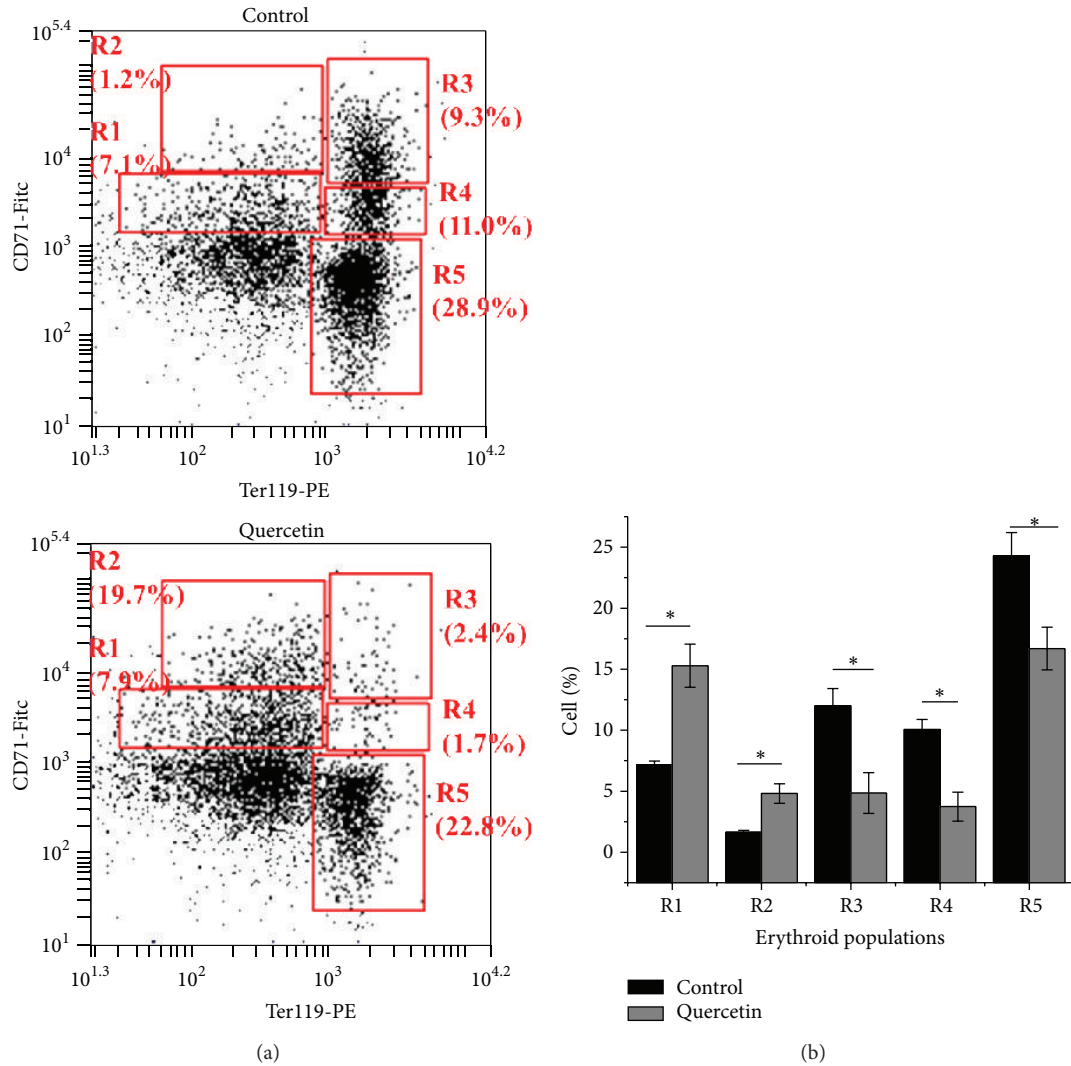 Control
10^5.4
10^4
10^3
10^2
10^1
CD71-Fitc
R2
(1.2%)
R1
(7.1%)
R3
(9.3%)
R4
(11.0%)
R5
(28.9%)
10^1.3 10^2 10^3 10^4.2
Ter119-PE
Quercetin
10^5.4
10^4
10^3
10^2
10^1
CD71-Fitc
R2
(19.7%)
R1
(7.9%)
R3
(2.4%)
R4
(1.7%)
R5
(22.8%)
10^1.3 10^2 10^3 10^4.2
Ter119-PE
(a)
25
20
15
10
5
0
Cell (%)
* * * * *
R1 R2 R3 R4 R5
Erythroid populations
Control
Quercetin
(b)